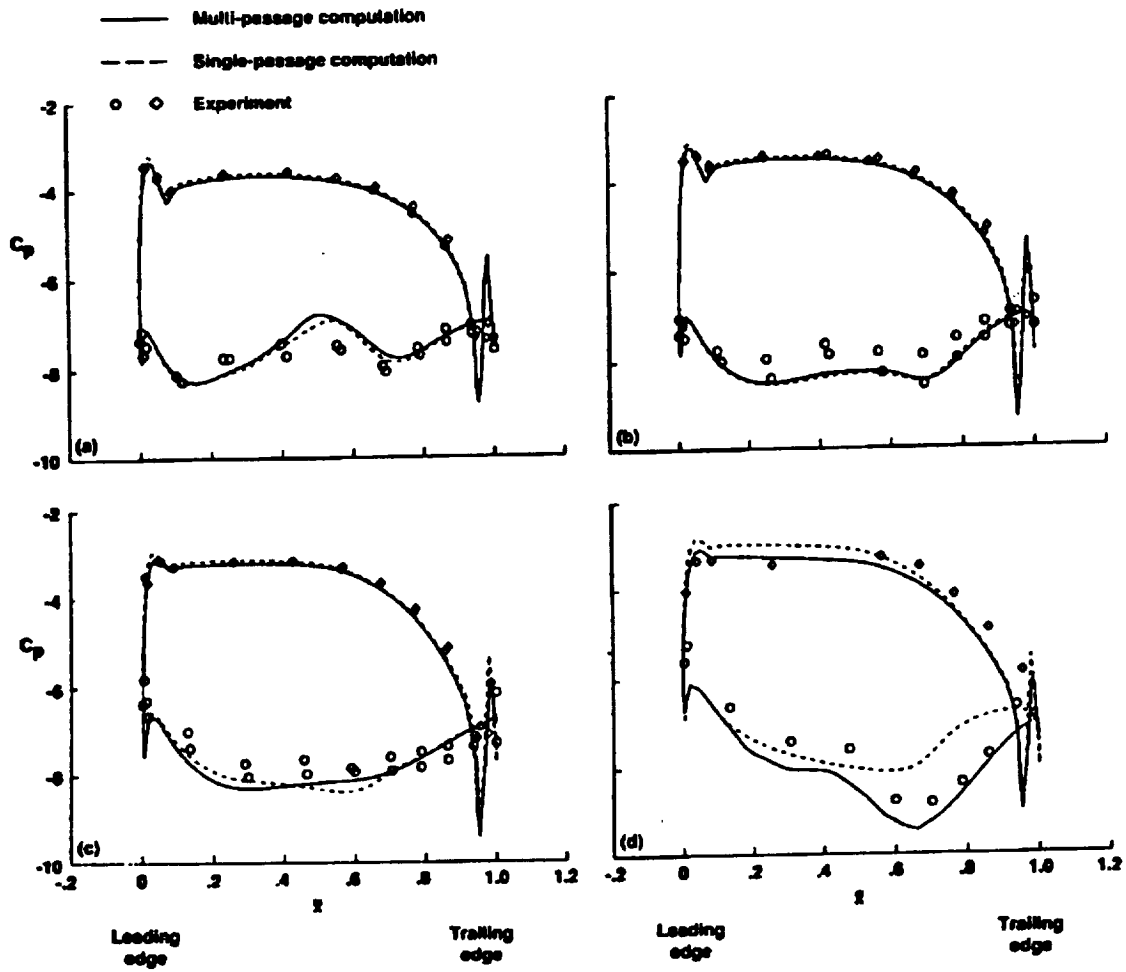 Multi-passage computation
Single-passage computation
Experiment
-2
-4
-6
-8
-10
Cp
(a)
(b)
-2
-4
-6
-8
-10
Cp
(c)
(d)
-.2
0
.2
.4
.6
.8
1.0
1.2
-.2
0
.2
.4
.6
.8
1.0
1.2
x̄
x̄
Leading
edge
Trailing
edge
Leading
edge
Trailing
edge